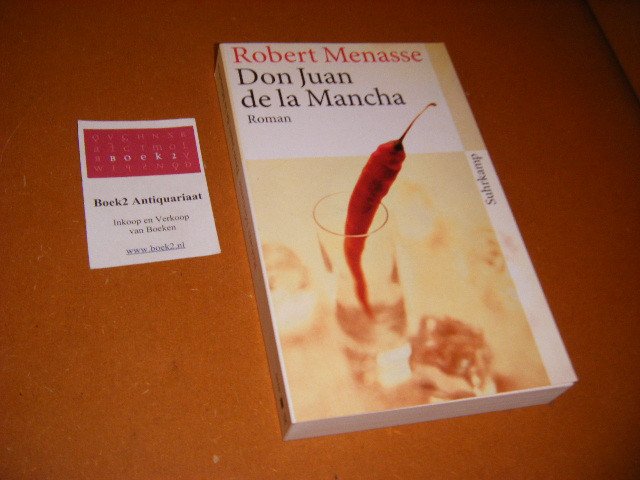 Robert Menasse
Don Juan
de la Mancha
Roman
Suhrkamp
BOEK2
Boek2 Antiquariaat
Inkoop en Verkoop
van Boeken
www.boek2.nl